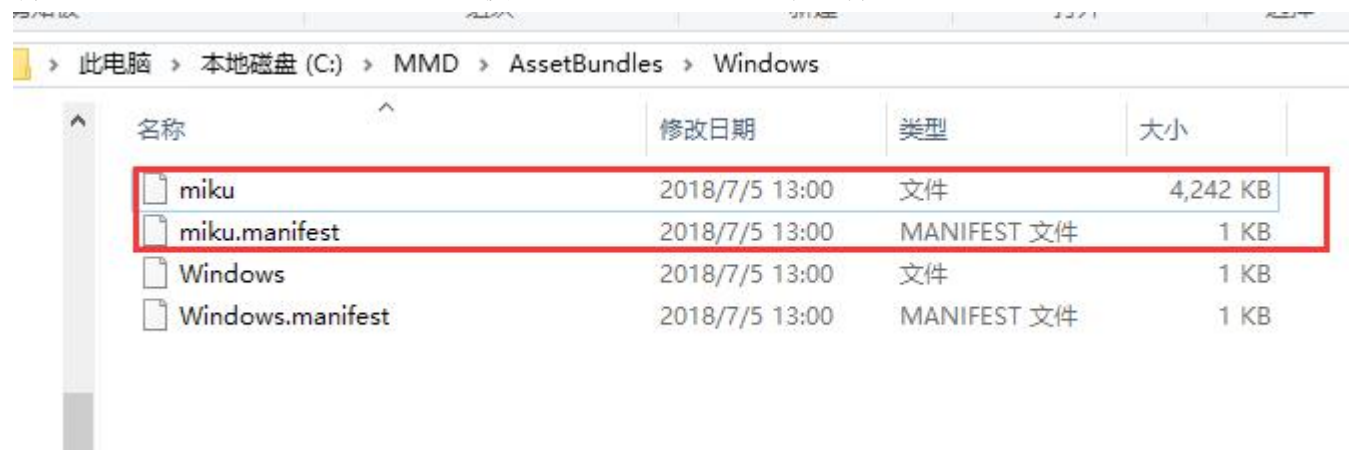 此电脑 › 本地磁盘 (C:) › MMD › AssetBundles › Windows
名称 修改日期 类型 大小
miku 2018/7/5 13:00 文件 4,242 KB
miku.manifest 2018/7/5 13:00 MANIFEST 文件 1 KB
Windows 2018/7/5 13:00 文件 1 KB
Windows.manifest 2018/7/5 13:00 MANIFEST 文件 1 KB